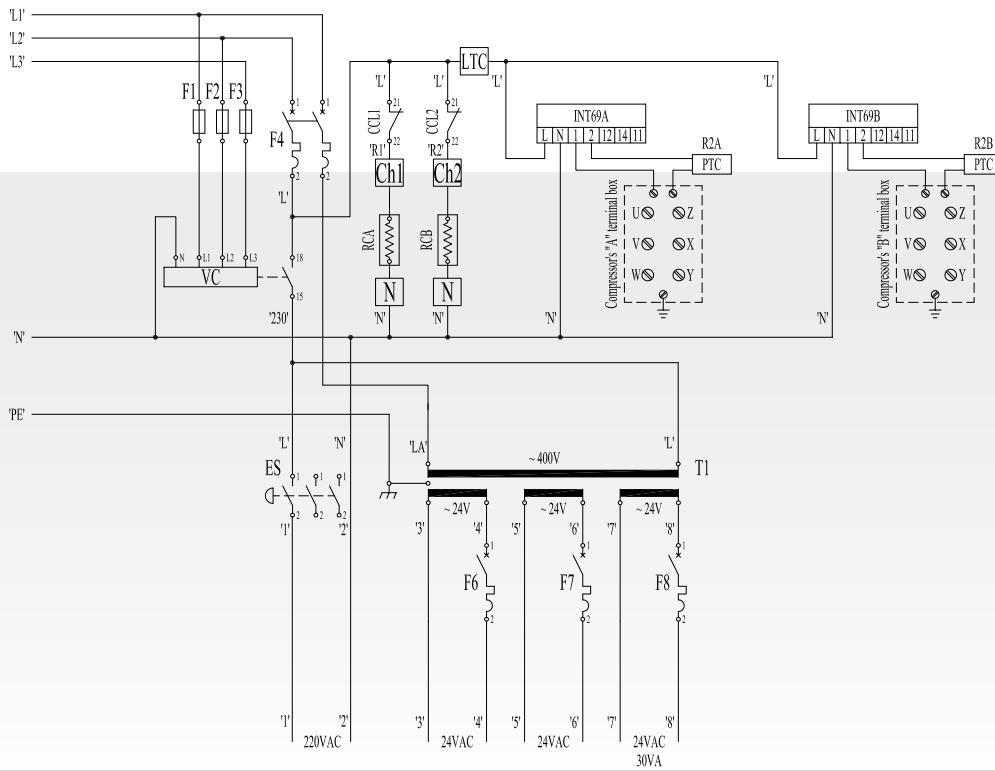 'L1'
'L2'
'L3'
F1 F2 F3
1 1
F4
2 2
'L'
LTC
'L' 'L' 'L' 'L'
21 21
CCL1 CCL2
22 22
'R1' 'R2'
Ch1 Ch2
RCA RCB
N N
'N' 'N' 'N' 'N'
INT69A
L N 1 2 12 14 11
R2A
PTC
Compressor's "A" terminal box
U Z
V X
W Y
INT69B
L N 1 2 12 14 11
R2B
PTC
Compressor's "B" terminal box
U Z
V X
W Y
N L1 L2 L3
VC
18
15
'230'
'N'
'PE'
'L' 'N'
'LA' 'L'
~ 400V
T1
ES
1 1 1
2 2 2
'1' '2'
~ 24V ~ 24V ~ 24V
'3' '4' '5' '6' '7' '8'
1 1 1
F6 F7 F8
2 2 2
'1' '2' '3' '4' '5' '6' '7' '8'
220VAC 24VAC 24VAC 24VAC
30VA